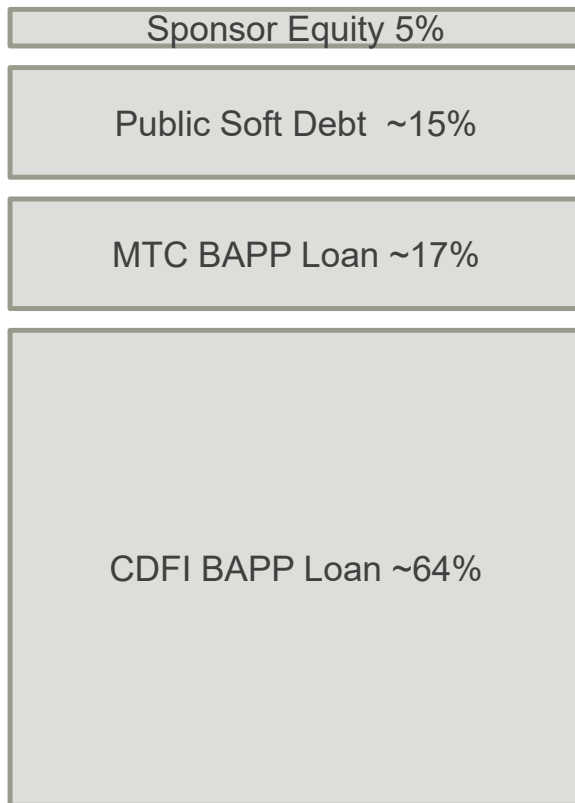 Sponsor Equity 5%
Public Soft Debt ~15%
MTC BAPP Loan ~17%
CDFI BAPP Loan ~64%